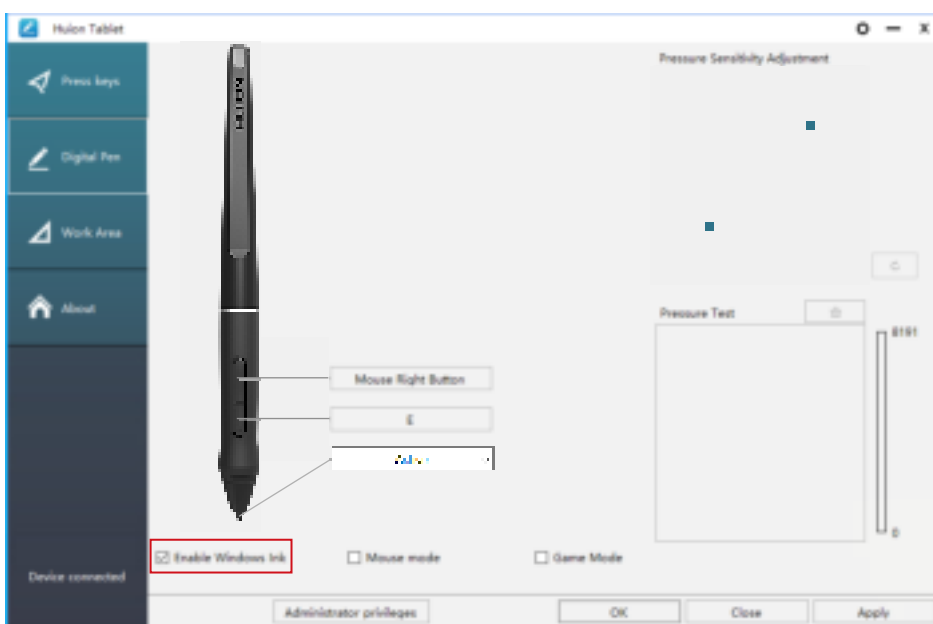 Huion Tablet
Press keys
Digital Pen
Work Area
About
Device connected
HUION
Mouse Right Button
E
Enable Windows Ink
Mouse mode
Game Mode
Pressure Sensitivity Adjustment
Pressure Test
8191
0
Administrator privileges
OK
Close
Apply